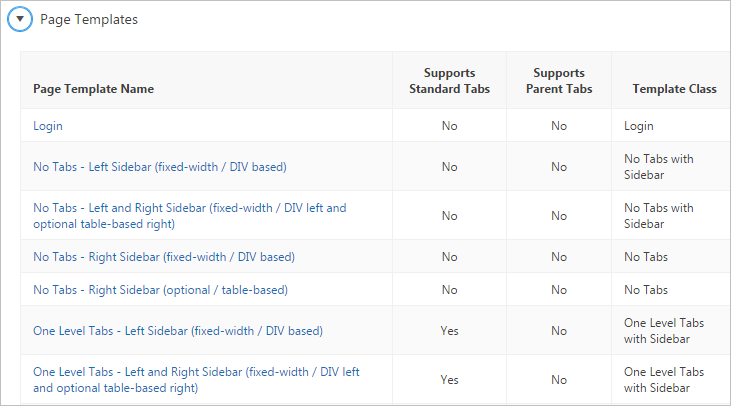 Page Templates
Page Template Name
Supports
Standard Tabs
Supports
Parent Tabs
Template Class
Login
No
No
Login
No Tabs - Left Sidebar (fixed-width / DIV based)
No
No
No Tabs with
Sidebar
No Tabs - Left and Right Sidebar (fixed-width / DIV left and
optional table-based right)
No
No
No Tabs with
Sidebar
No Tabs - Right Sidebar (fixed-width / DIV based)
No
No
No Tabs
No Tabs - Right Sidebar (optional / table-based)
No
No
No Tabs
One Level Tabs - Left Sidebar (fixed-width / DIV based)
Yes
No
One Level Tabs
with Sidebar
One Level Tabs - Left and Right Sidebar (fixed-width / DIV left
and optional table-based right)
Yes
No
One Level Tabs
with Sidebar